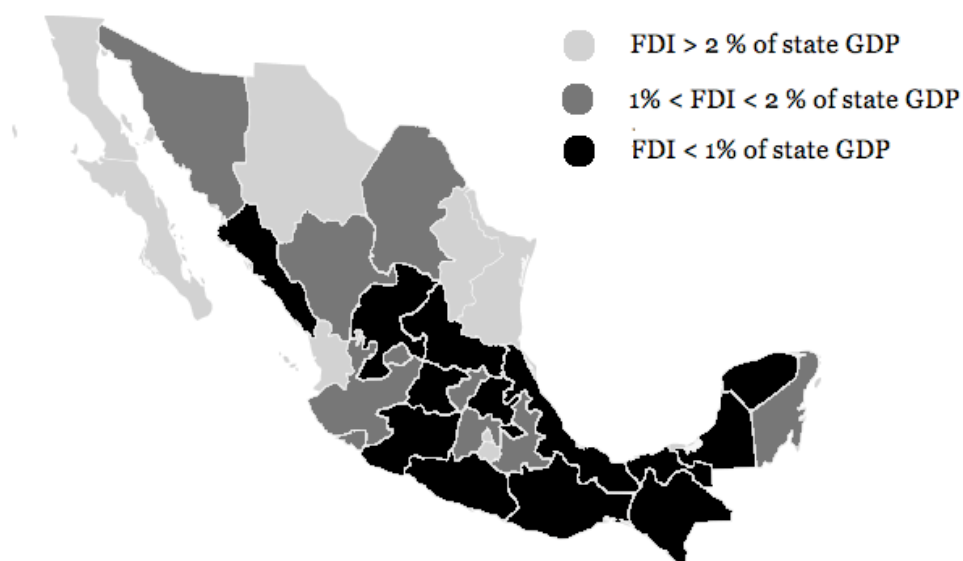 FDI > 2 % of state GDP
1% < FDI < 2 % of state GDP
FDI < 1% of state GDP